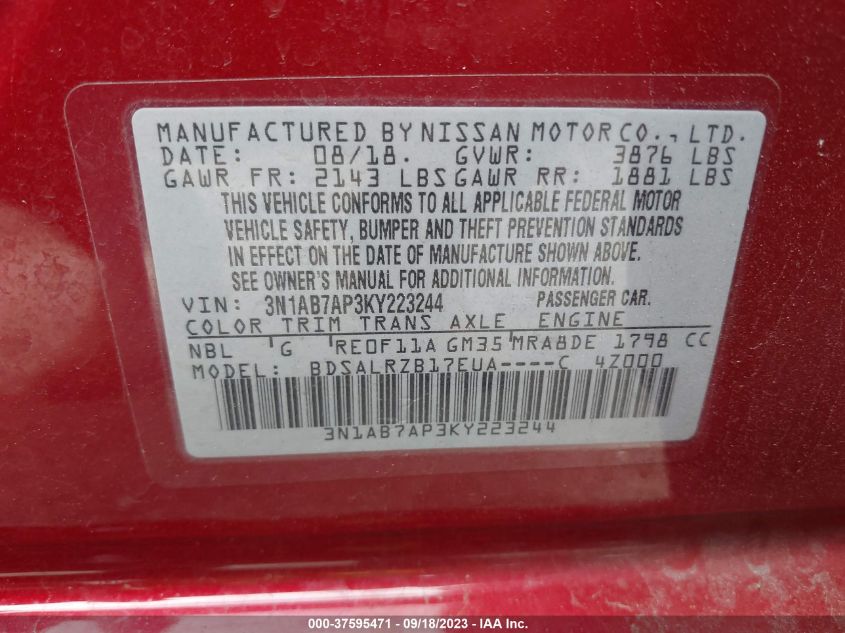 MANUFACTURED BY NISSAN MOTOR CO., LTD.
DATE: 08/18. GVWR: 3876 LBS
GAWR FR: 2143 LBS GAWR RR: 1881 LBS
THIS VEHICLE CONFORMS TO ALL APPLICABLE FEDERAL MOTOR
VEHICLE SAFETY, BUMPER AND THEFT PREVENTION STANDARDS
IN EFFECT ON THE DATE OF MANUFACTURE SHOWN ABOVE.
SEE OWNER'S MANUAL FOR ADDITIONAL INFORMATION.
VIN: 3N1AB7AP3KY223244 PASSENGER CAR.
COLOR TRIM TRANS AXLE ENGINE
NBL G RE0F11A GM35 MRA8DE 1798 CC
MODEL: BDSALRZB17EUA----C 4Z000
3N1AB7AP3KY223244
000-37595471 - 09/18/2023 - IAA Inc.